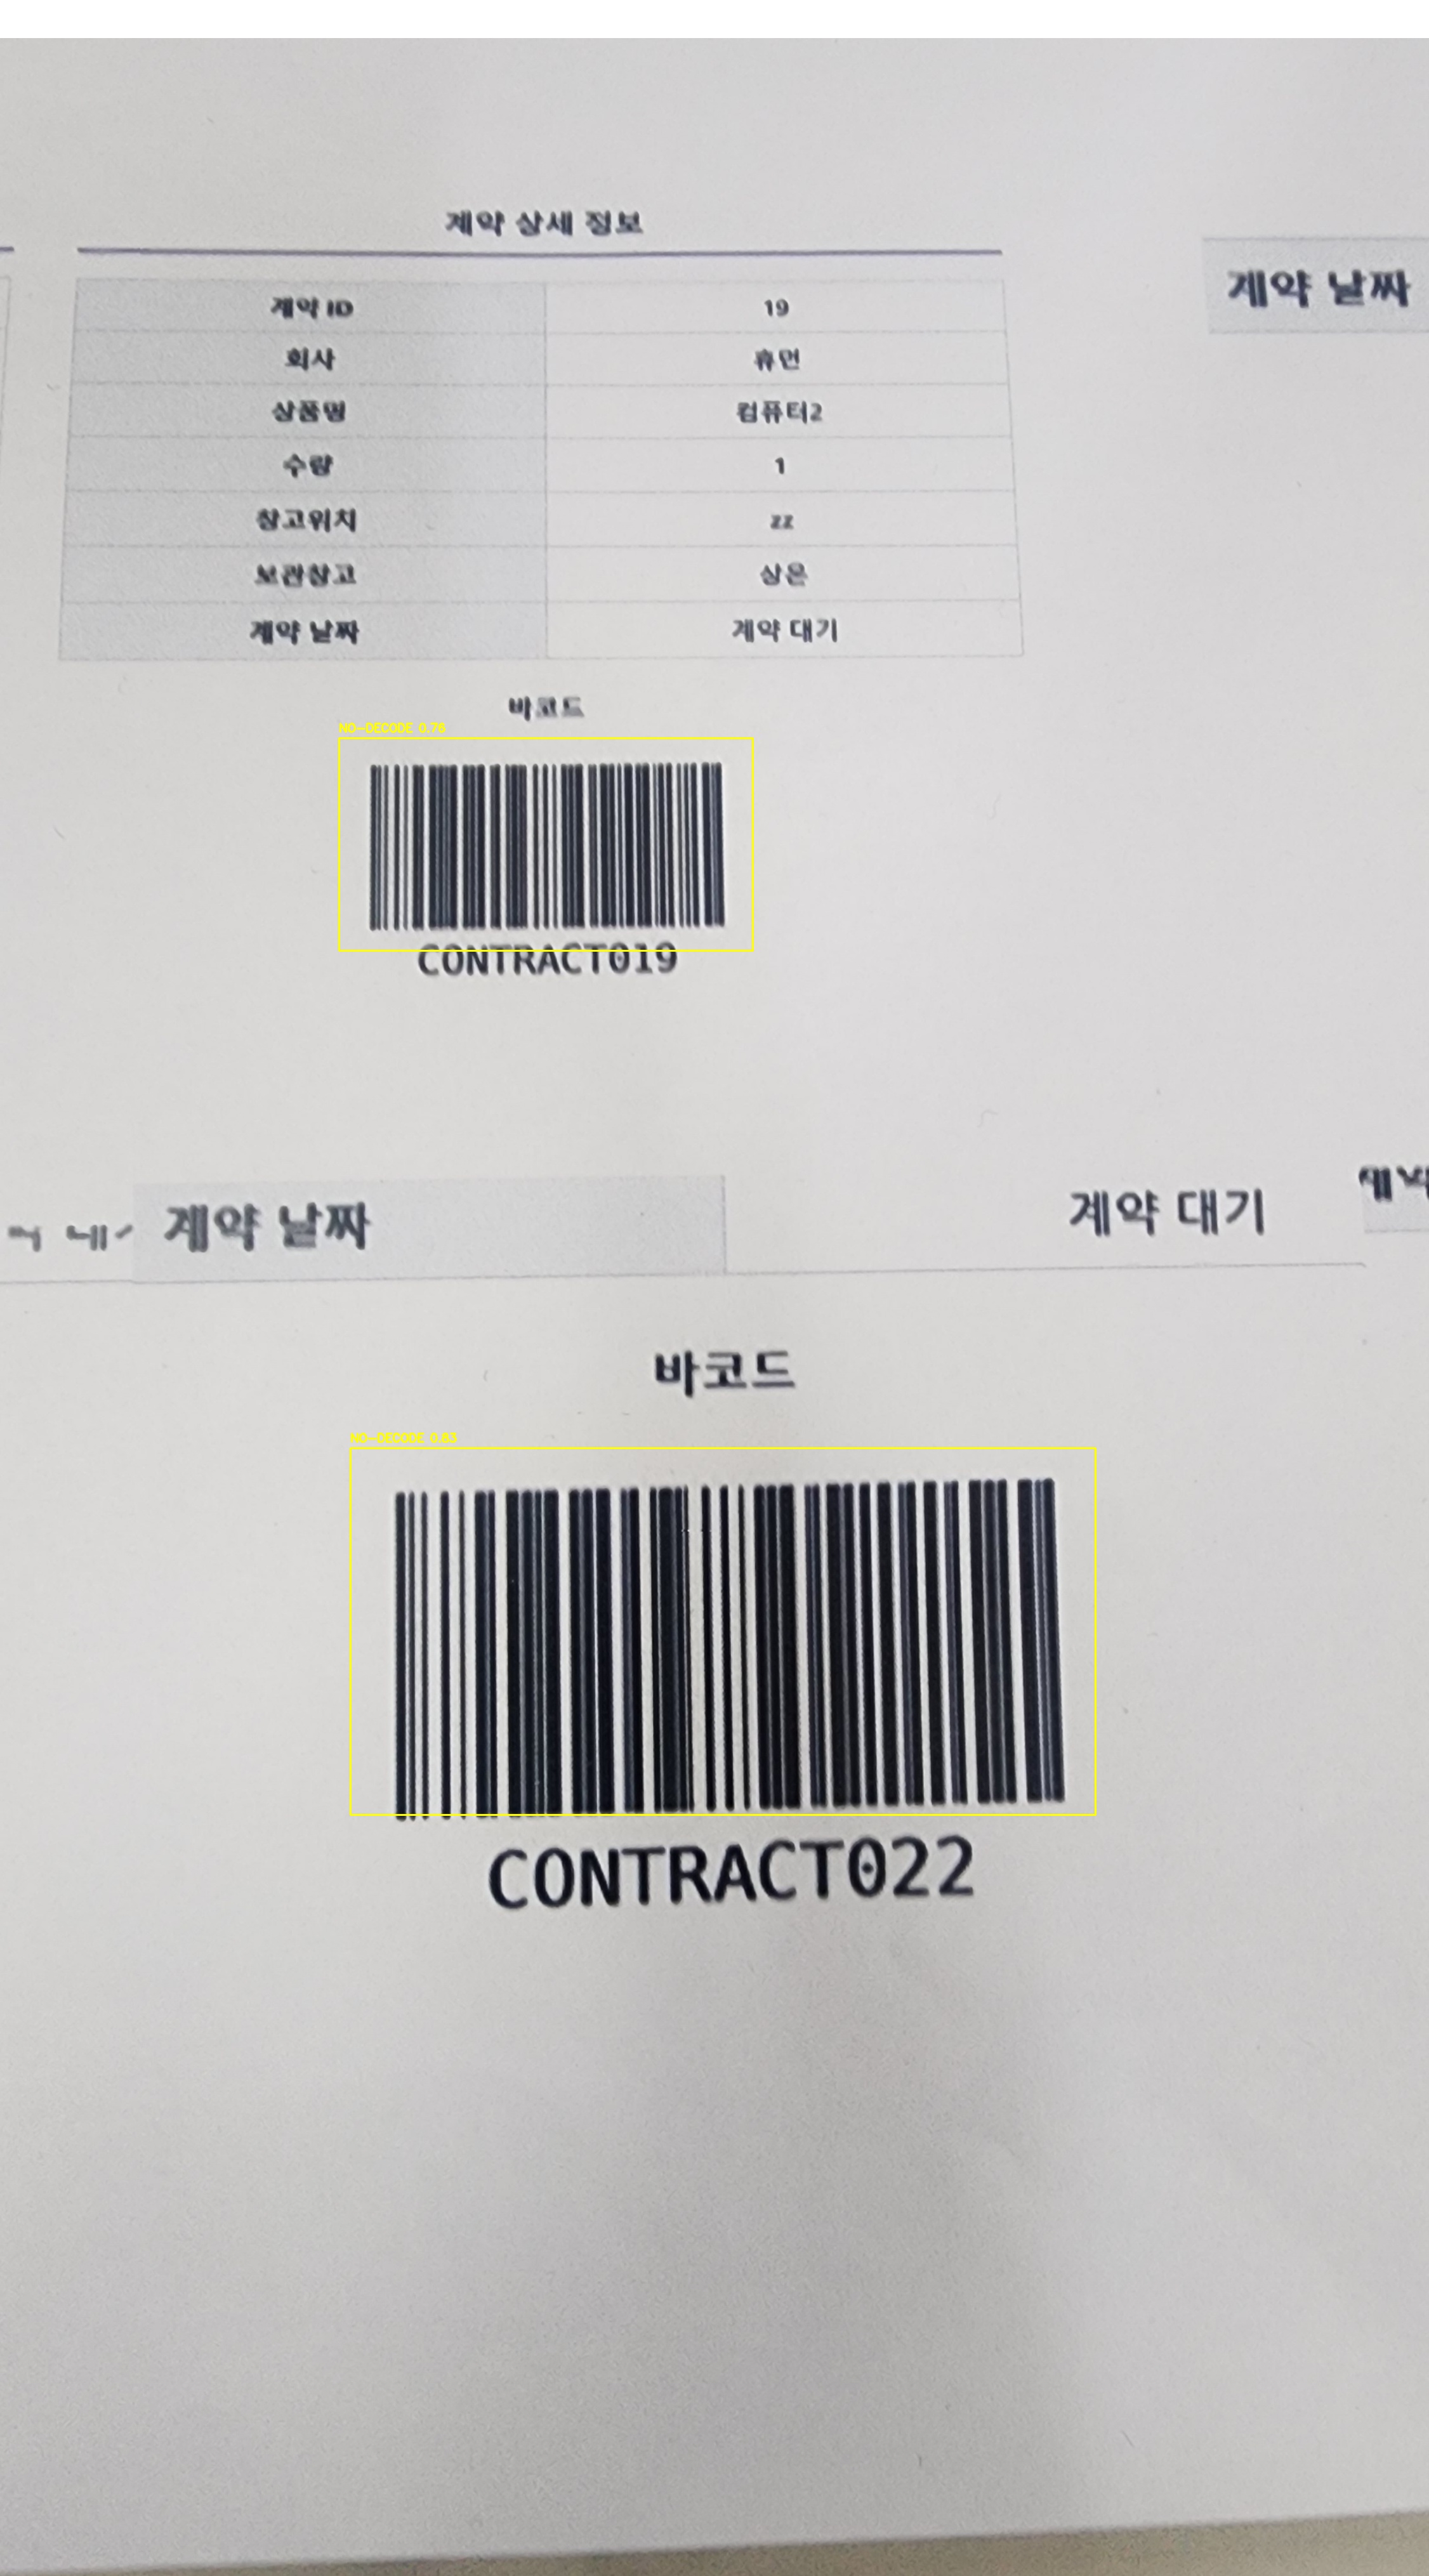 계약 상세 정보
계약 날짜
계약 ID 19
회사 휴먼
상품명 컴퓨터2
수량 1
창고위치 zz
보관창고 상온
계약 날짜 계약 대기
바코드
NO-DECODE 0.76
CONTRACT019
계약 날짜 계약 대기
바코드
NO-DECODE 0.83
CONTRACT022